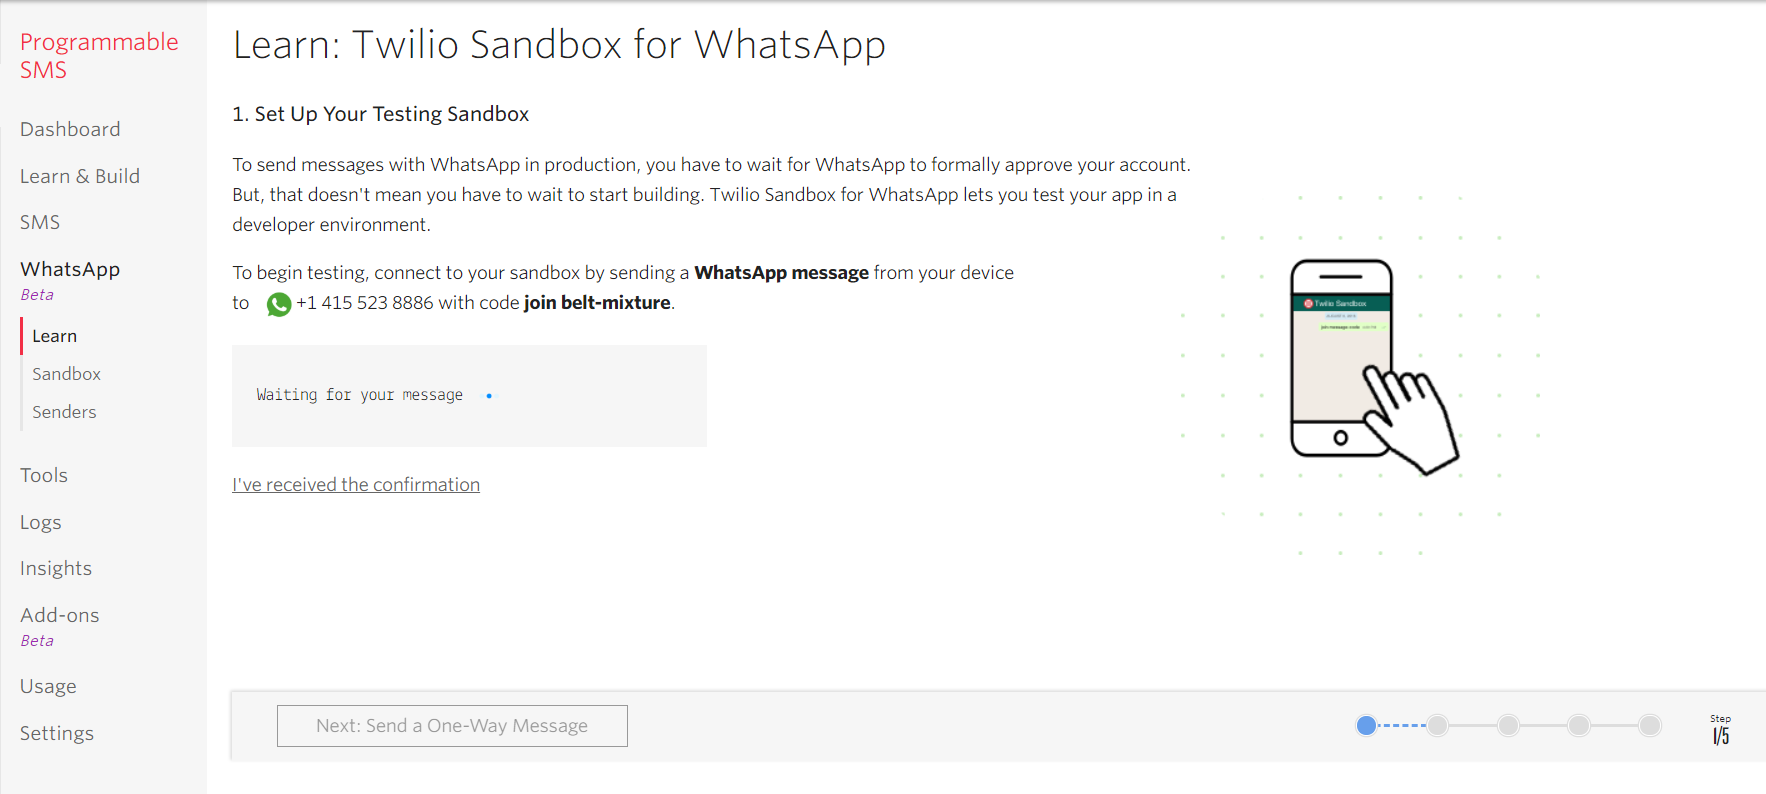 Programmable
SMS
Dashboard
Learn & Build
SMS
WhatsApp
Beta
Learn
Sandbox
Senders
Tools
Logs
Insights
Add-ons
Beta
Usage
Settings
Learn: Twilio Sandbox for WhatsApp
1. Set Up Your Testing Sandbox
To send messages with WhatsApp in production, you have to wait for WhatsApp to formally approve your account.
But, that doesn't mean you have to wait to start building. Twilio Sandbox for WhatsApp lets you test your app in a
developer environment.
To begin testing, connect to your sandbox by sending a WhatsApp message from your device
to +1 415 523 8886 with code join belt-mixture.
Waiting for your message
I've received the confirmation
Twilio Sandbox
join message-code
Next: Send a One-Way Message
Step
1/5